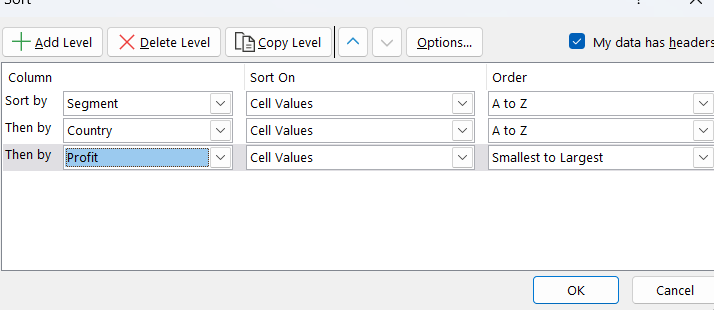 Sort
Add Level Delete Level Copy Level Options... My data has headers
Column Sort On Order
Sort by Segment Cell Values A to Z
Then by Country Cell Values A to Z
Then by Profit Cell Values Smallest to Largest
OK Cancel